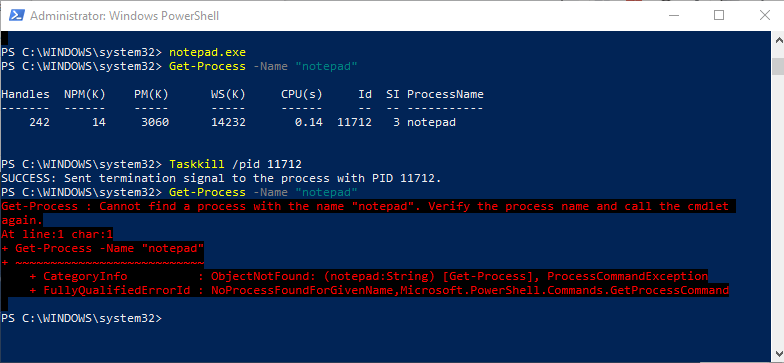 Administrator: Windows PowerShell
PS C:\WINDOWS\system32> notepad.exe
PS C:\WINDOWS\system32> Get-Process -Name "notepad"
Handles  NPM(K)    PM(K)      WS(K)     CPU(s)     Id  SI ProcessName
-------  ------    -----      -----     ------     --  -- -----------
    242      14     3060      14232       0.14  11712   3 notepad
PS C:\WINDOWS\system32> Taskkill /pid 11712
SUCCESS: Sent termination signal to the process with PID 11712.
PS C:\WINDOWS\system32> Get-Process -Name "notepad"
Get-Process : Cannot find a process with the name "notepad". Verify the process name and call the cmdlet
again.
At line:1 char:1
+ Get-Process -Name "notepad"
+ ~~~~~~~~~~~~~~~~~~~~~~~~~~~
    + CategoryInfo          : ObjectNotFound: (notepad:String) [Get-Process], ProcessCommandException
    + FullyQualifiedErrorId : NoProcessFoundForGivenName,Microsoft.PowerShell.Commands.GetProcessCommand
PS C:\WINDOWS\system32>